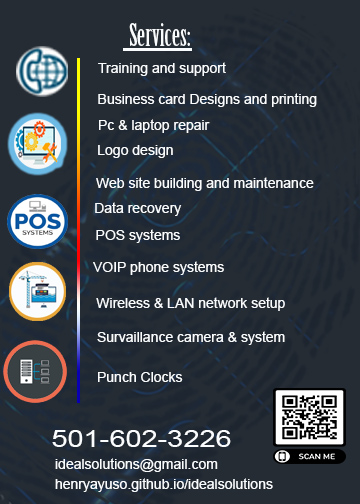 Services:
Training and support
Business card Designs and printing
Pc & laptop repair
Logo design
Web site building and maintenance
Data recovery
POS
SYSTEMS
POS systems
VOIP phone systems
Wireless & LAN network setup
Survaillance camera & system
Punch Clocks
SCAN ME
501-602-3226
idealsolutions@gmail.com
henryayuso.github.io/idealsolutions